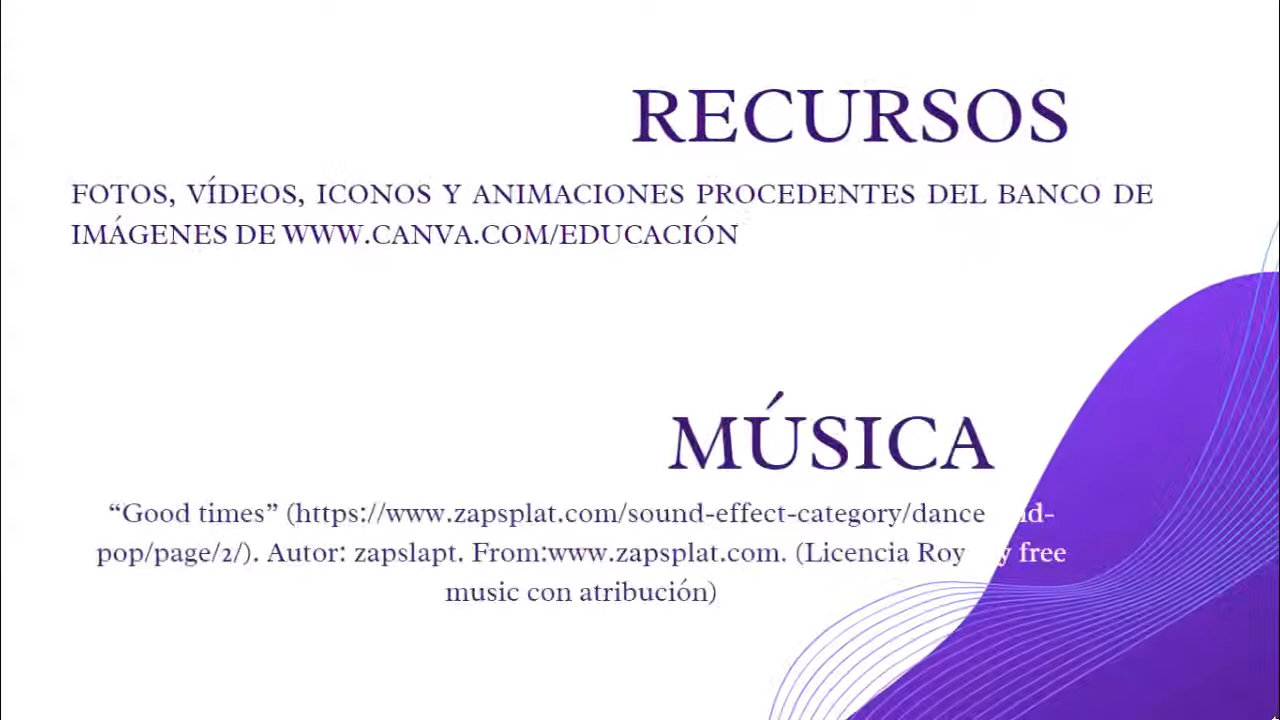 RECURSOS
FOTOS, VÍDEOS, ICONOS Y ANIMACIONES PROCEDENTES DEL BANCO DE
IMÁGENES DE WWW.CANVA.COM/EDUCACIÓN
MÚSICA
“Good times” (https://www.zapsplat.com/sound-effect-category/dance
pop/page/2/). Autor: zapslapt. From:www.zapsplat.com. (Licencia Roy free
music con atribución)